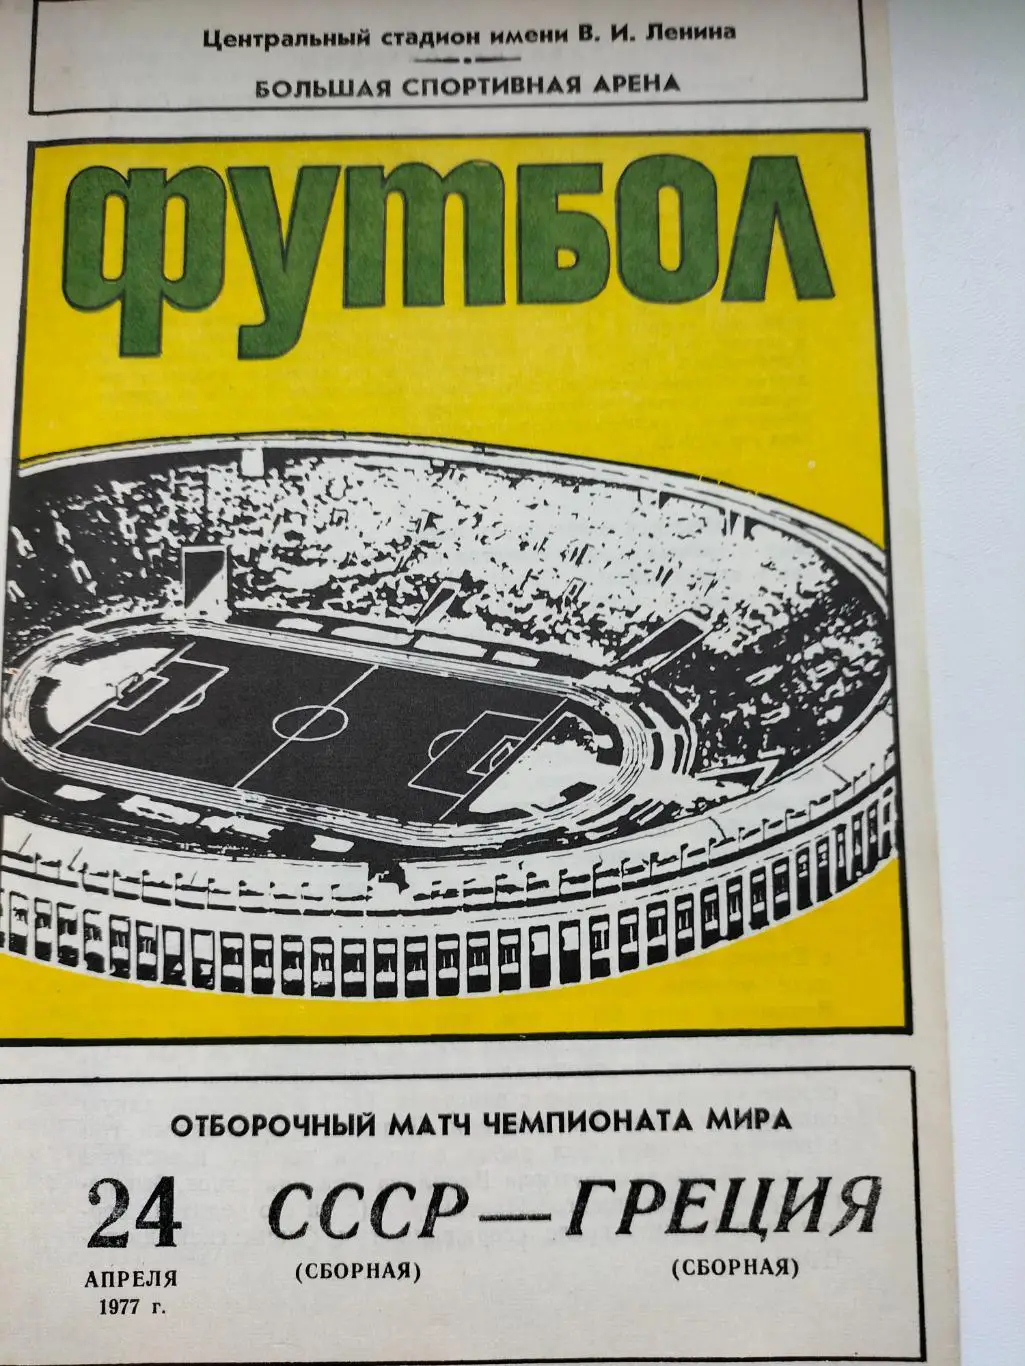 Центральный стадион имени В. И. Ленина
БОЛЬШАЯ СПОРТИВНАЯ АРЕНА
ФУТБОЛ
ОТБОРОЧНЫЙ МАТЧ ЧЕМПИОНАТА МИРА
24 СССР—ГРЕЦИЯ
АПРЕЛЯ (СБОРНАЯ) (СБОРНАЯ)
1977 г.